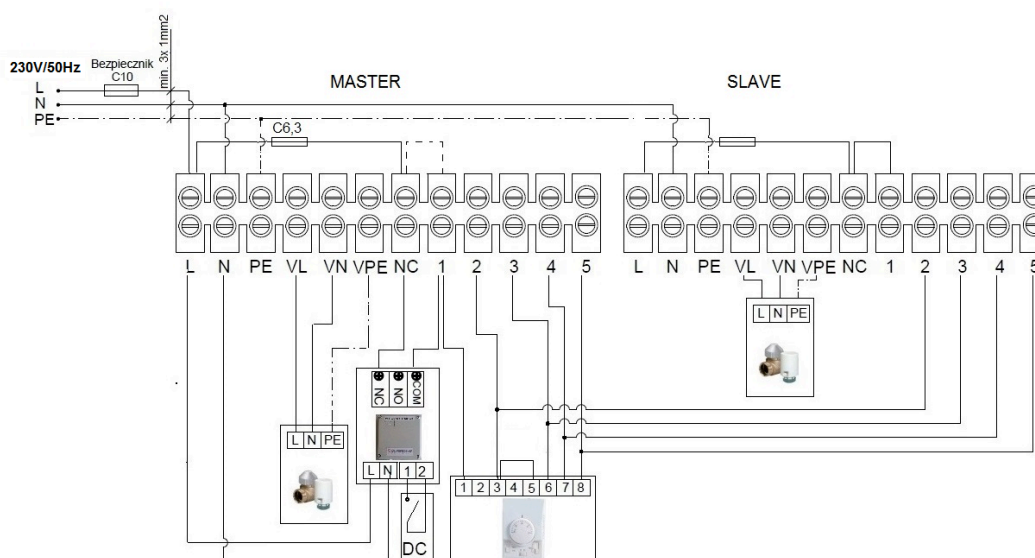 230V/50Hz
Bezpiecznik
C10
min. 3x 1mm2
L
N
PE
MASTER
SLAVE
C6,3
L N PE VL VN VPE NC 1 2 3 4 5
L N PE VL VN VPE NC 1 2 3 4 5
L N PE
NC NO COM
L N PE
L N 1 2
1 2 3 4 5 6 7 8
DC